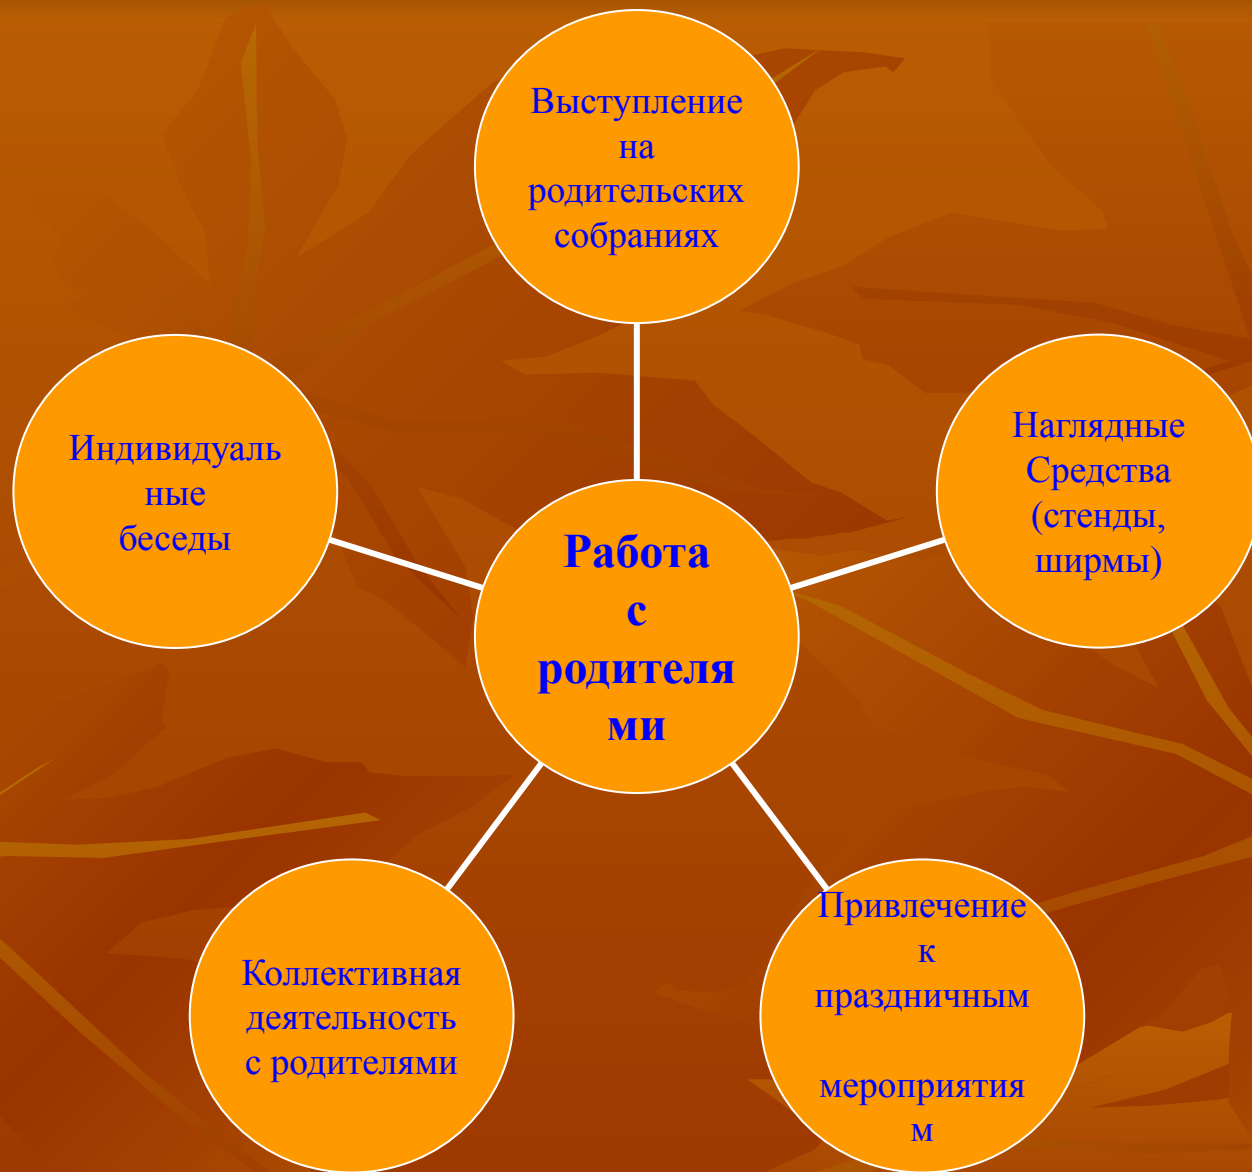 Выступление
на
родительских
собраниях
Индивидуаль
ные
беседы
Наглядные
Средства
(стенды,
ширмы)
Работа
с
родителя
ми
Коллективная
деятельность
с родителями
Привлечение
к
праздничным
мероприятия
м